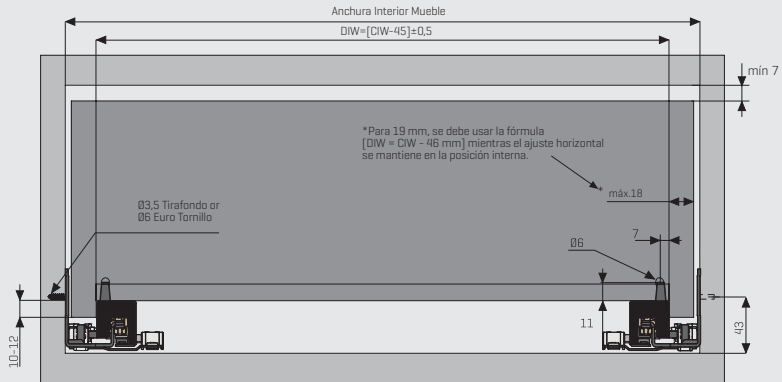 Anchura Interior Mueble
DIW=[CIW-45]±0,5
mín 7
*Para 19 mm, se debe usar la fórmula
[DIW = CIW - 46 mm] mientras el ajuste horizontal
se mantiene en la posición interna.
* máx.18
Ø3,5 Tirafondo or
Ø6 Euro Tornillo
7
Ø6
11
43
10-12